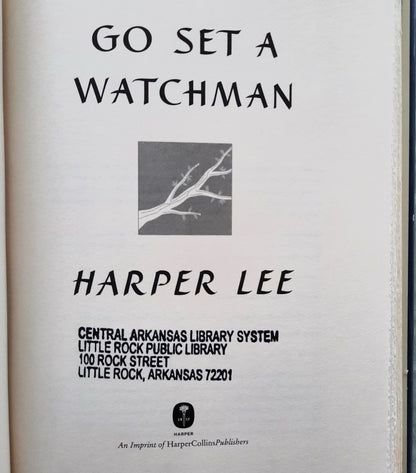 GO SET A
WATCHMAN
HARPER LEE
CENTRAL ARKANSAS LIBRARY SYSTEM
LITTLE ROCK PUBLIC LIBRARY
100 ROCK STREET
LITTLE ROCK, ARKANSAS 72201
HARPER
An Imprint of HarperCollinsPublishers